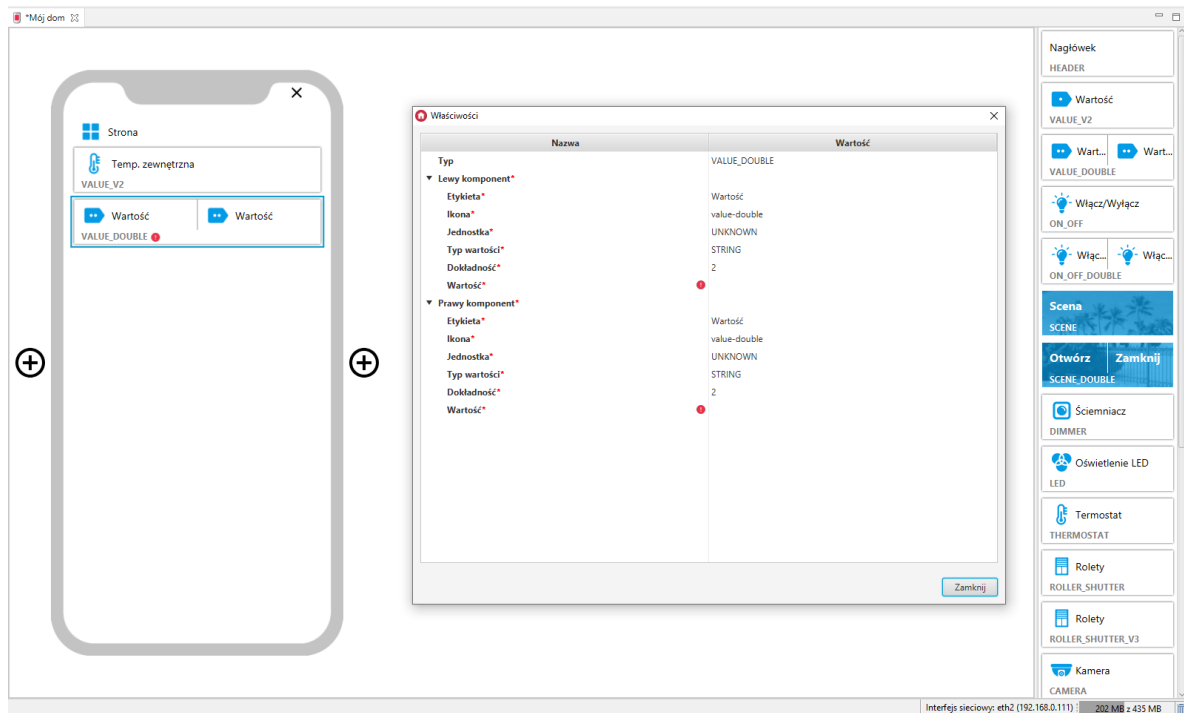 *Mój dom
Strona
Temp. zewnętrzna
VALUE_V2
Wartość Wartość
VALUE_DOUBLE
Właściwości
Nazwa Wartość
Typ VALUE_DOUBLE
Lewy komponent*
Etykieta* Wartość
Ikona* value-double
Jednostka* UNKNOWN
Typ wartości* STRING
Dokładność* 2
Wartość*
Prawy komponent*
Etykieta* Wartość
Ikona* value-double
Jednostka* UNKNOWN
Typ wartości* STRING
Dokładność* 2
Wartość*
Zamknij
Nagłówek
HEADER
Wartość
VALUE_V2
Wart... Wart...
VALUE_DOUBLE
Włącz/Wyłącz
ON_OFF
Włąc... Włąc...
ON_OFF_DOUBLE
Scena
SCENE
Otwórz Zamknij
SCENE_DOUBLE
Ściemniacz
DIMMER
Oświetlenie LED
LED
Termostat
THERMOSTAT
Rolety
ROLLER_SHUTTER
Rolety
ROLLER_SHUTTER_V3
Kamera
CAMERA
Interfejs sieciowy: eth2 (192.168.0.111) 202 MB z 435 MB